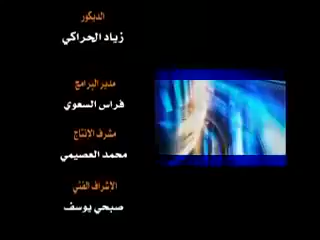 الديكور
زياد الحراكي
مدير البرامج
فراس السعوي
مشرف الانتاج
محمد العصيمي
الاشراف الفني
صبحي يوسف